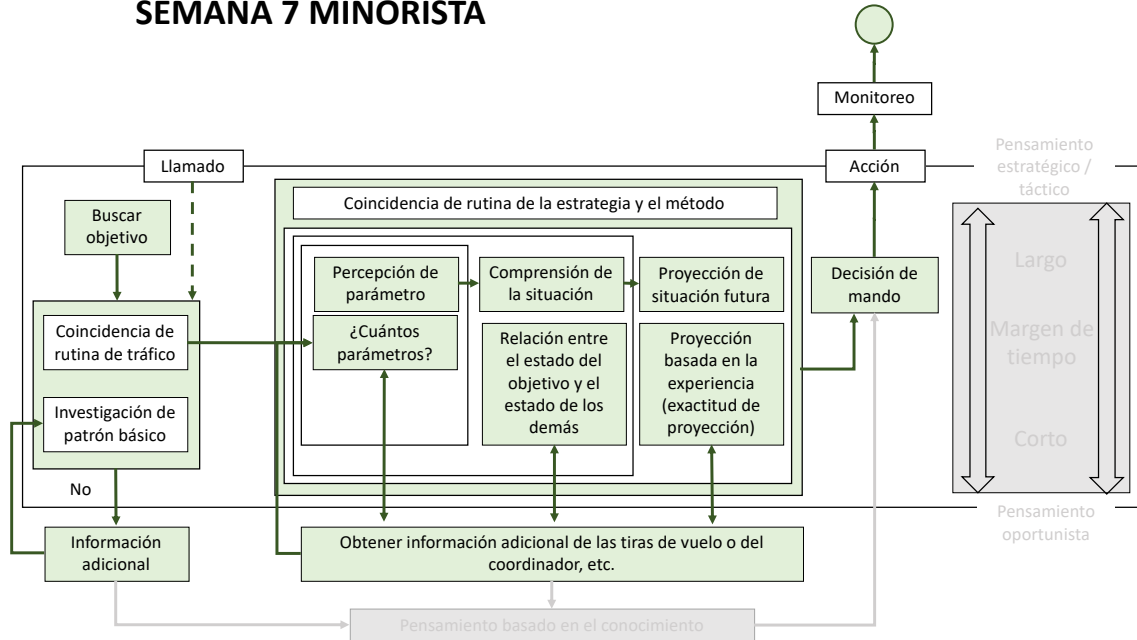 SEMANA 7 MINORISTA
Monitoreo
Llamado
Acción
Pensamiento
estratégico /
táctico
Buscar
objetivo
Coincidencia de rutina de la estrategia y el método
Percepción de
parámetro
Comprensión de
la situación
Proyección de
situación futura
Decisión de
mando
Largo
Coincidencia de
rutina de tráfico
¿Cuántos
parámetros?
Relación entre
el estado del
objetivo y el
estado de los
demás
Proyección
basada en la
experiencia
(exactitud de
proyección)
Margen de
tiempo
Investigación de
patrón básico
Corto
No
Pensamiento
oportunista
Información
adicional
Obtener información adicional de las tiras de vuelo o del
coordinador, etc.
Pensamiento basado en el conocimiento